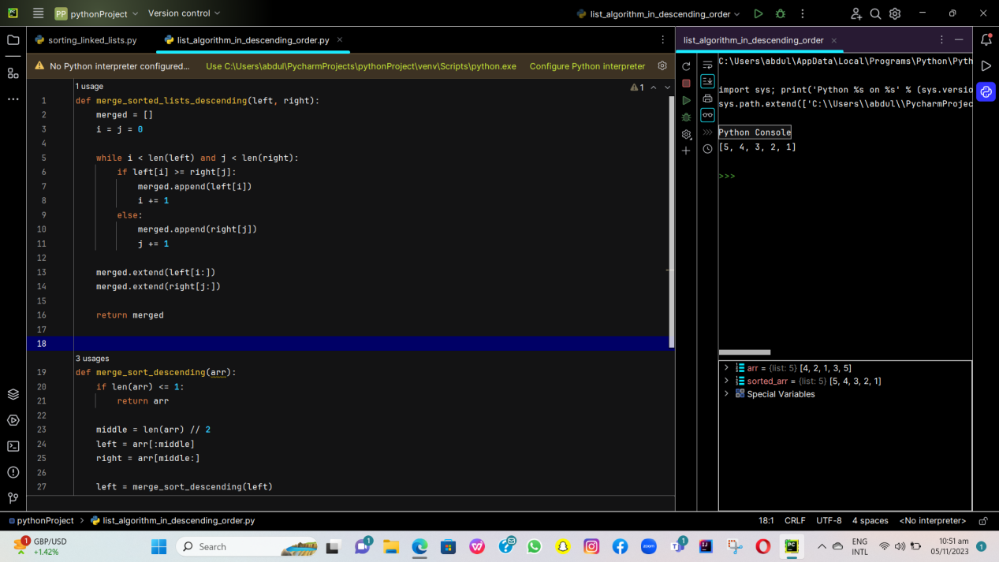 PP pythonProject Version control list_algorithm_in_descending_order
sorting_linked_lists.py list_algorithm_in_descending_order.py
No Python interpreter configured... Use C:\Users\abdul\PycharmProjects\pythonProject\venv\Scripts\python.exe Configure Python interpreter
1 usage 1
1 def merge_sorted_lists_descending(left, right):
2 merged = []
3 i = j = 0
4
5 while i < len(left) and j < len(right):
6 if left[i] >= right[j]:
7 merged.append(left[i])
8 i += 1
9 else:
10 merged.append(right[j])
11 j += 1
12
13 merged.extend(left[i:])
14 merged.extend(right[j:])
15
16 return merged
17
18
3 usages
19 def merge_sort_descending(arr):
20 if len(arr) <= 1:
21 return arr
22
23 middle = len(arr) // 2
24 left = arr[:middle]
25 right = arr[middle:]
26
27 left = merge_sort_descending(left)
list_algorithm_in_descending_order
C:\Users\abdul\AppData\Local\Programs\Python\Pyth
import sys; print('Python %s on %s' % (sys.versio
sys.path.extend(['C:\\Users\\abdul\\PycharmProjec
Python Console
[5, 4, 3, 2, 1]
>>>
arr = {list: 5} [4, 2, 1, 3, 5]
sorted_arr = {list: 5} [5, 4, 3, 2, 1]
Special Variables
pythonProject > list_algorithm_in_descending_order.py 18:1 CRLF UTF-8 4 spaces <No interpreter>
1 GBP/USD
+1.42%
Search
1
zoom
1
ENG
INTL
10:51 am
05/11/2023
1